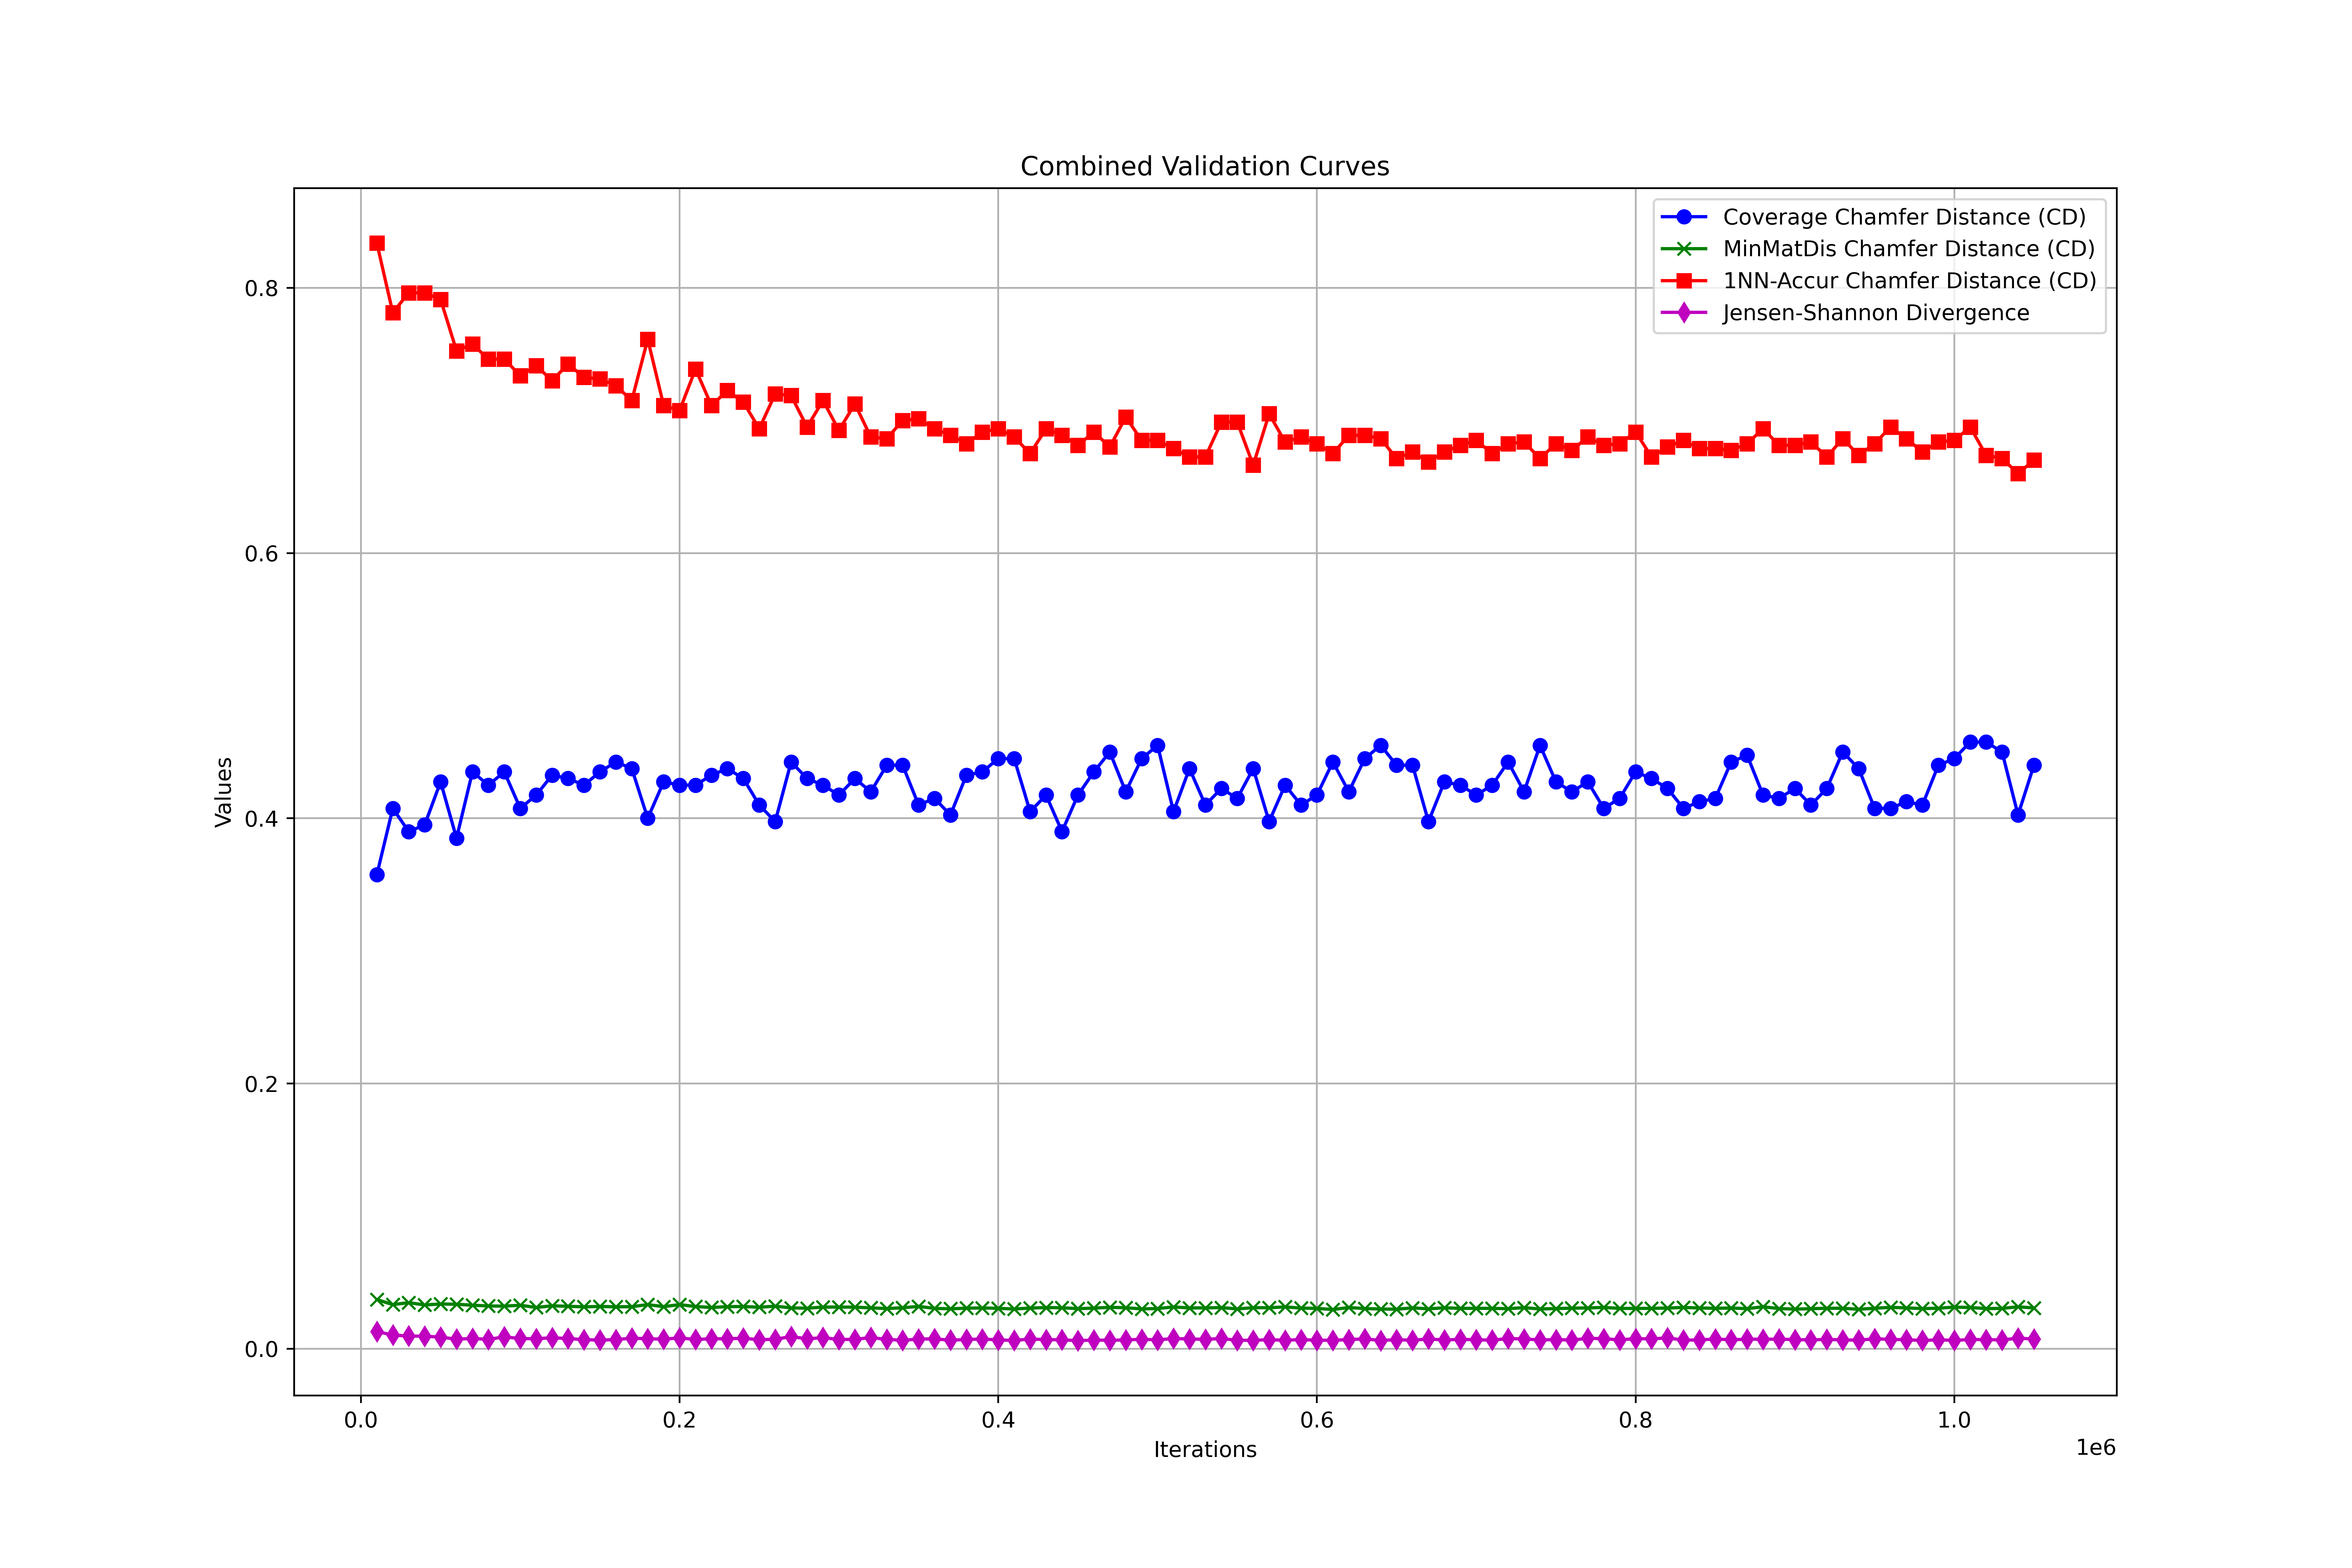 Combined Validation Curves
Coverage Chamfer Distance (CD)
MinMatDis Chamfer Distance (CD)
1NN-Accur Chamfer Distance (CD)
Jensen-Shannon Divergence
0.8
0.6
0.4
0.2
0.0
Values
0.0 0.2 0.4 0.6 0.8 1.0
Iterations
1e6